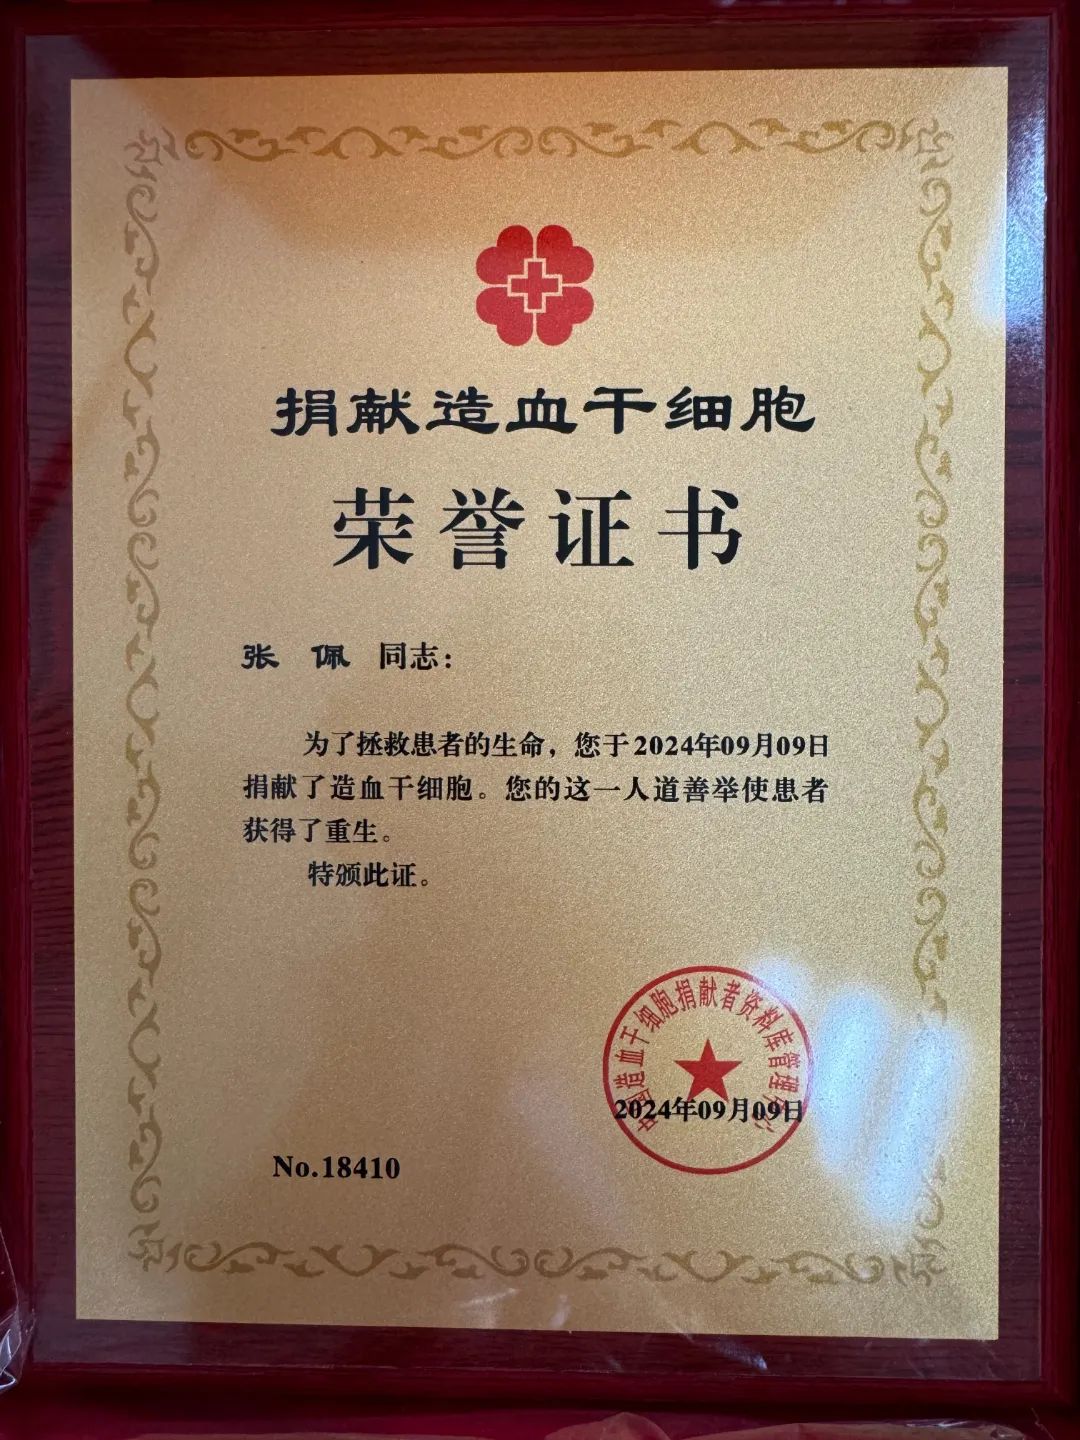 捐献造血干细胞
荣誉证书
张 佩 同志：
为了拯救患者的生命，您于2024年09月09日
捐献了造血干细胞。您的这一人道善举使患者
获得了重生。
特颁此证。
中国造血干细胞捐献者资料库管理中心
2024年09月09日
No.18410